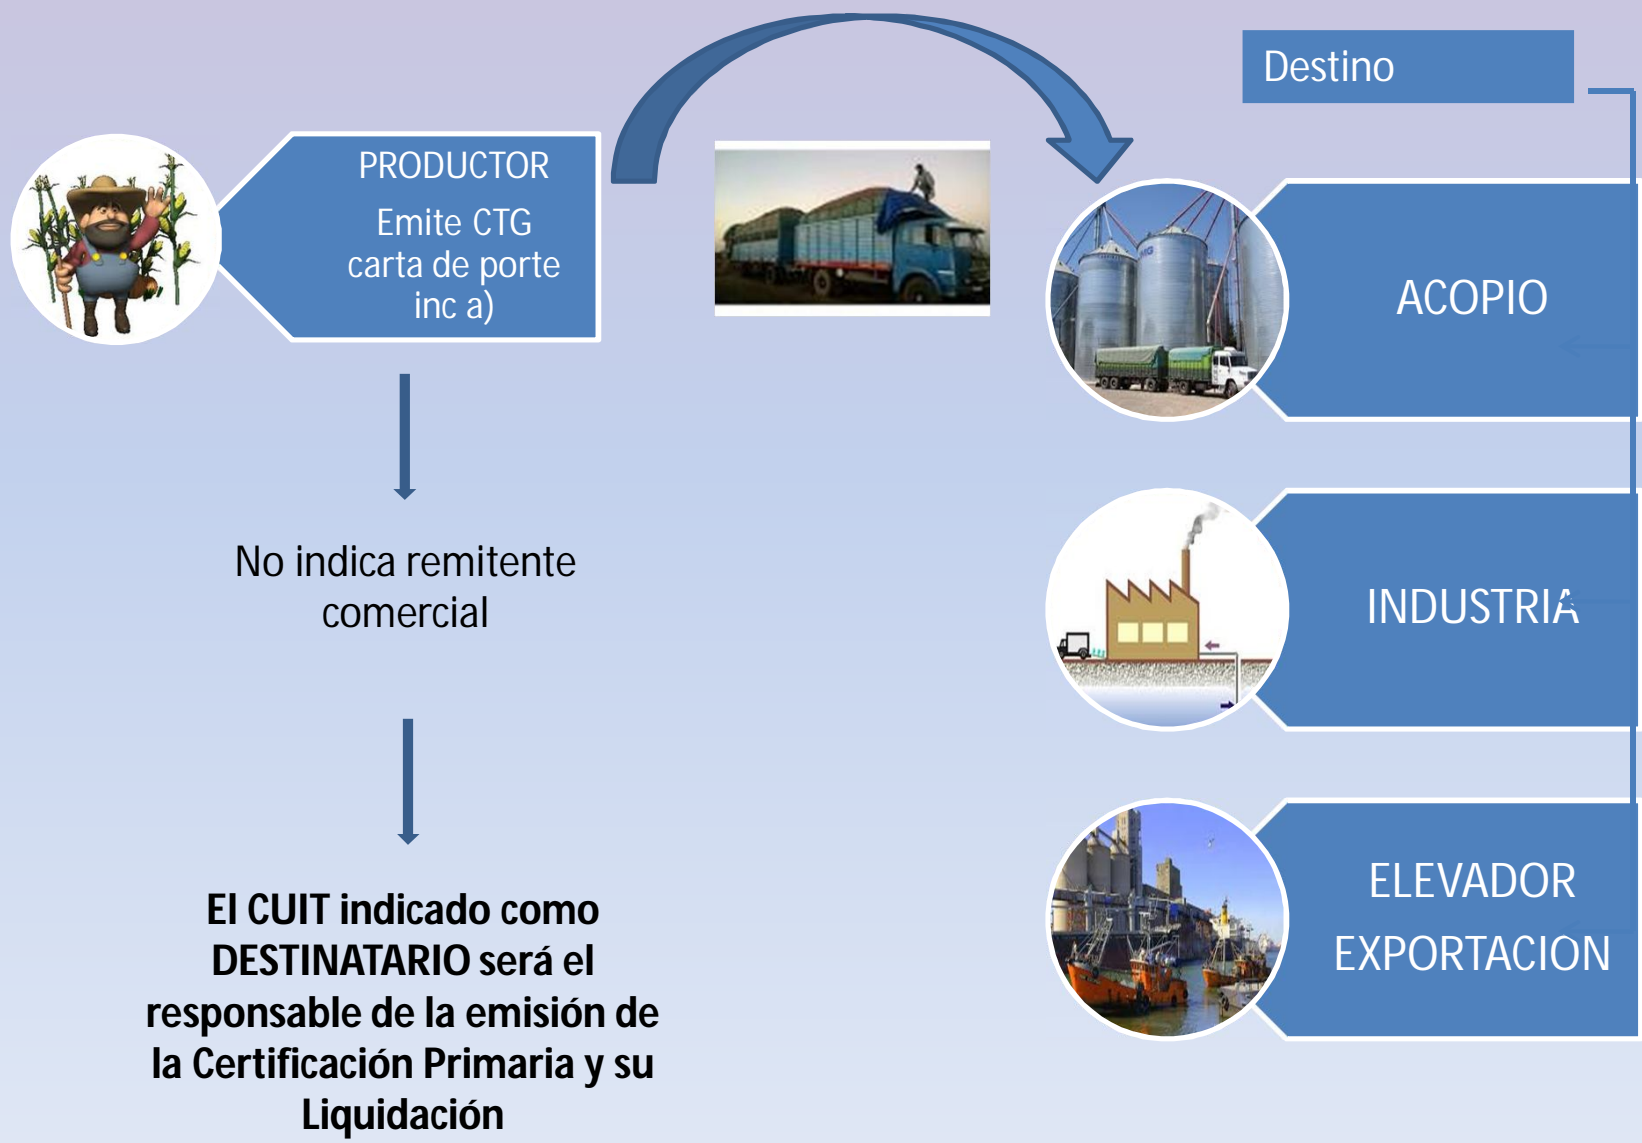 Destino
PRODUCTOR
Emite CTG
carta de porte
inc a)
ACOPIO
No indica remitente
comercial
INDUSTRIA
El CUIT indicado como
DESTINATARIO será el
responsable de la emisión de
la Certificación Primaria y su
Liquidación
ELEVADOR
EXPORTACION